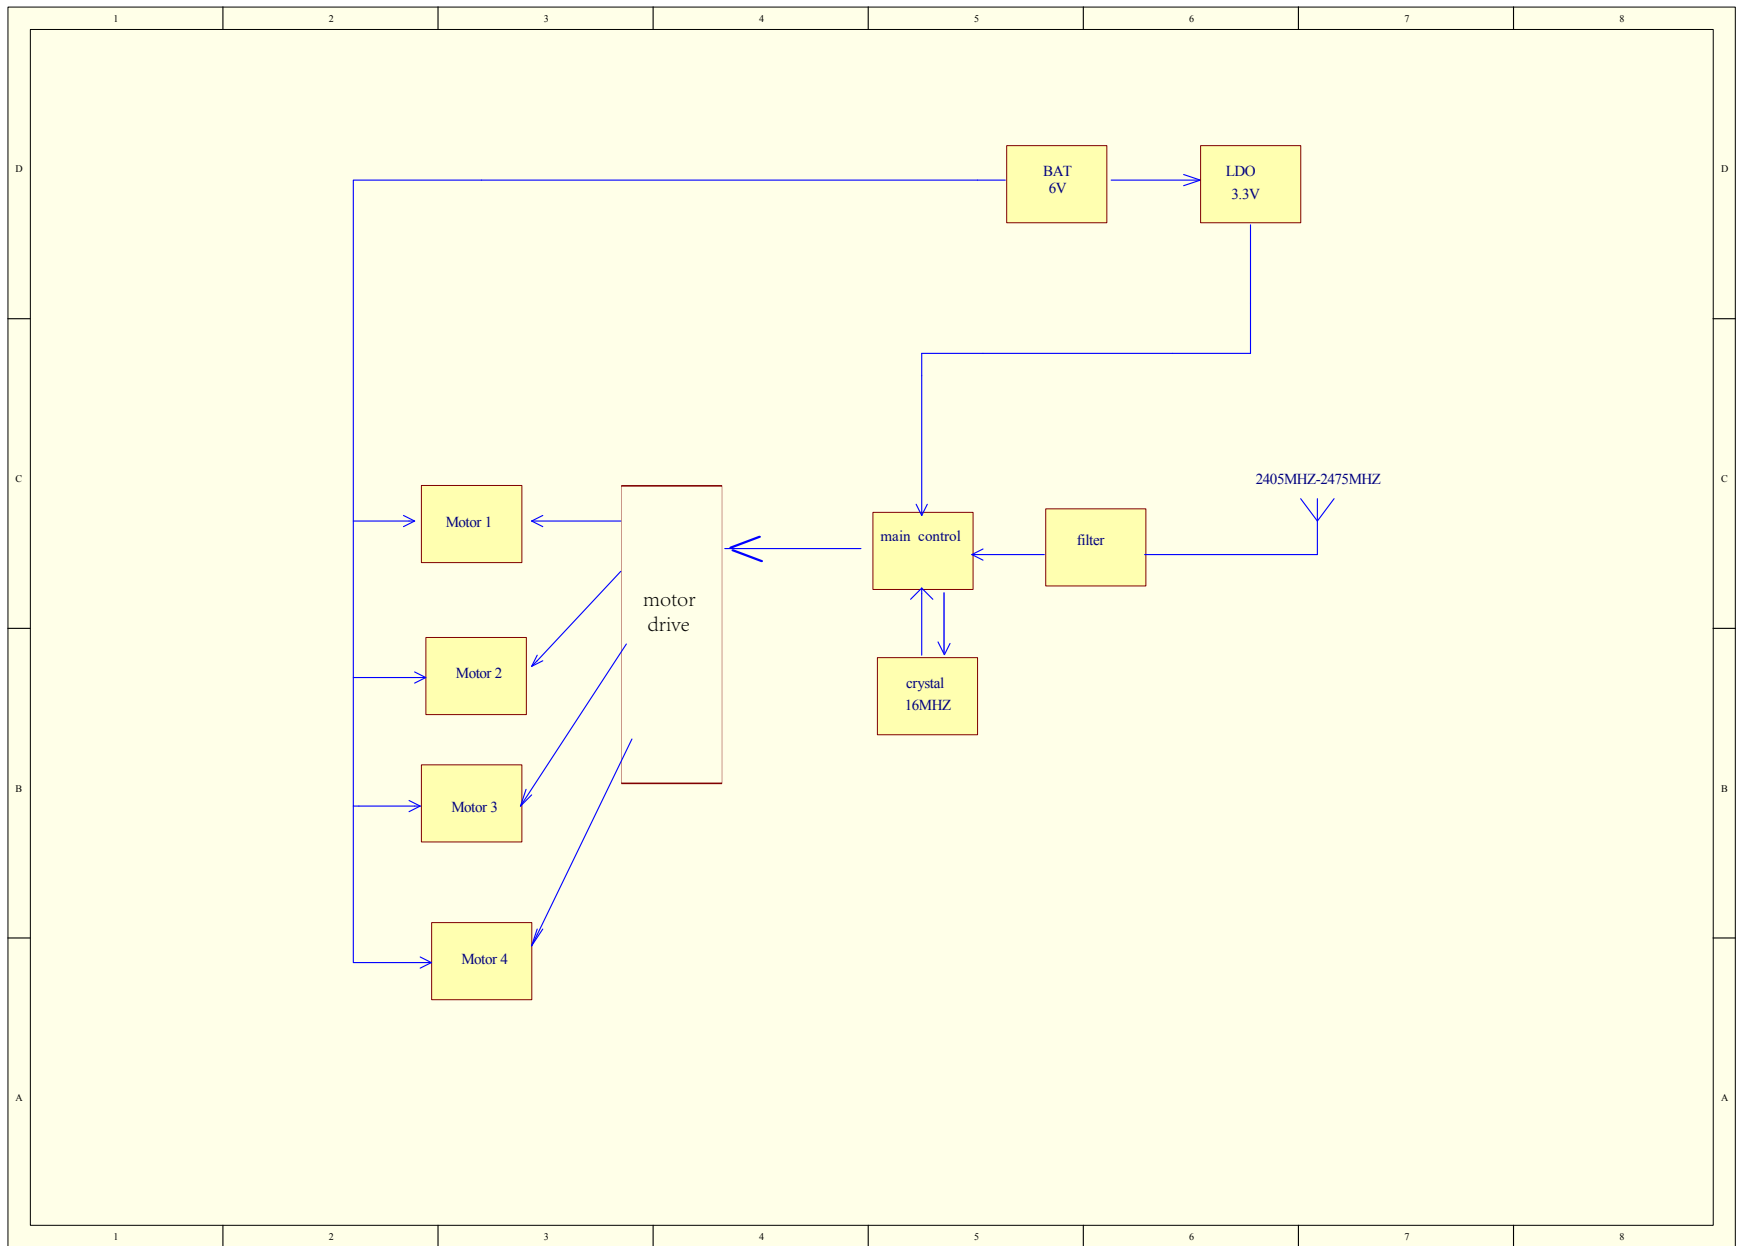 1 2 3 4 5 6 7 8
D D
BAT
6V
LDO
3.3V
C C
2405MHZ-2475MHZ
Motor 1
main control
filter
motor
drive
Motor 2
crystal
16MHZ
B B
Motor 3
Motor 4
A A
1 2 3 4 5 6 7 8